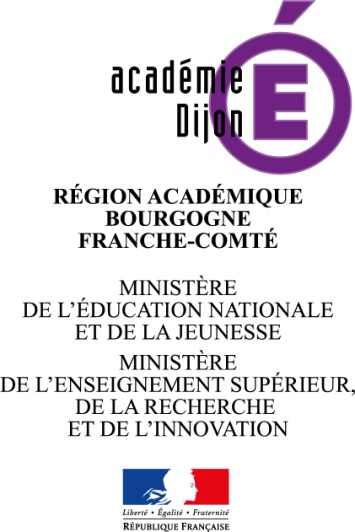 académie
Dijon
É
RÉGION ACADÉMIQUE
BOURGOGNE
FRANCHE-COMTÉ
MINISTÈRE
DE L’ÉDUCATION NATIONALE
ET DE LA JEUNESSE
MINISTÈRE
DE L’ENSEIGNEMENT SUPÉRIEUR,
DE LA RECHERCHE
ET DE L’INNOVATION
Liberté • Égalité • Fraternité
RÉPUBLIQUE FRANÇAISE